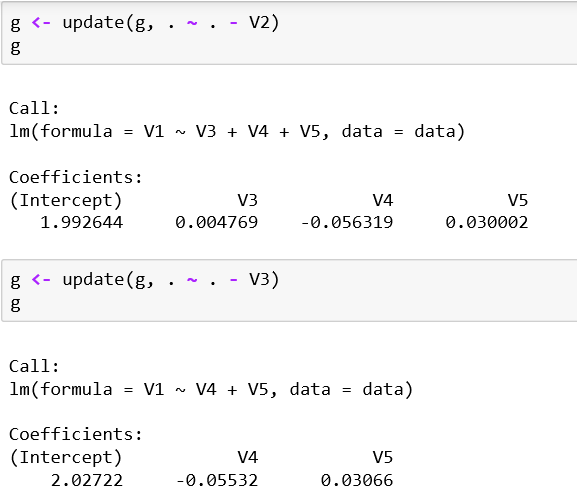 g <- update(g, . ~ . - V2)
g
Call:
lm(formula = V1 ~ V3 + V4 + V5, data = data)
Coefficients:
(Intercept)           V3           V4           V5
   1.992644     0.004769    -0.056319     0.030002
g <- update(g, . ~ . - V3)
g
Call:
lm(formula = V1 ~ V4 + V5, data = data)
Coefficients:
(Intercept)           V4           V5
    2.02722     -0.05532      0.03066